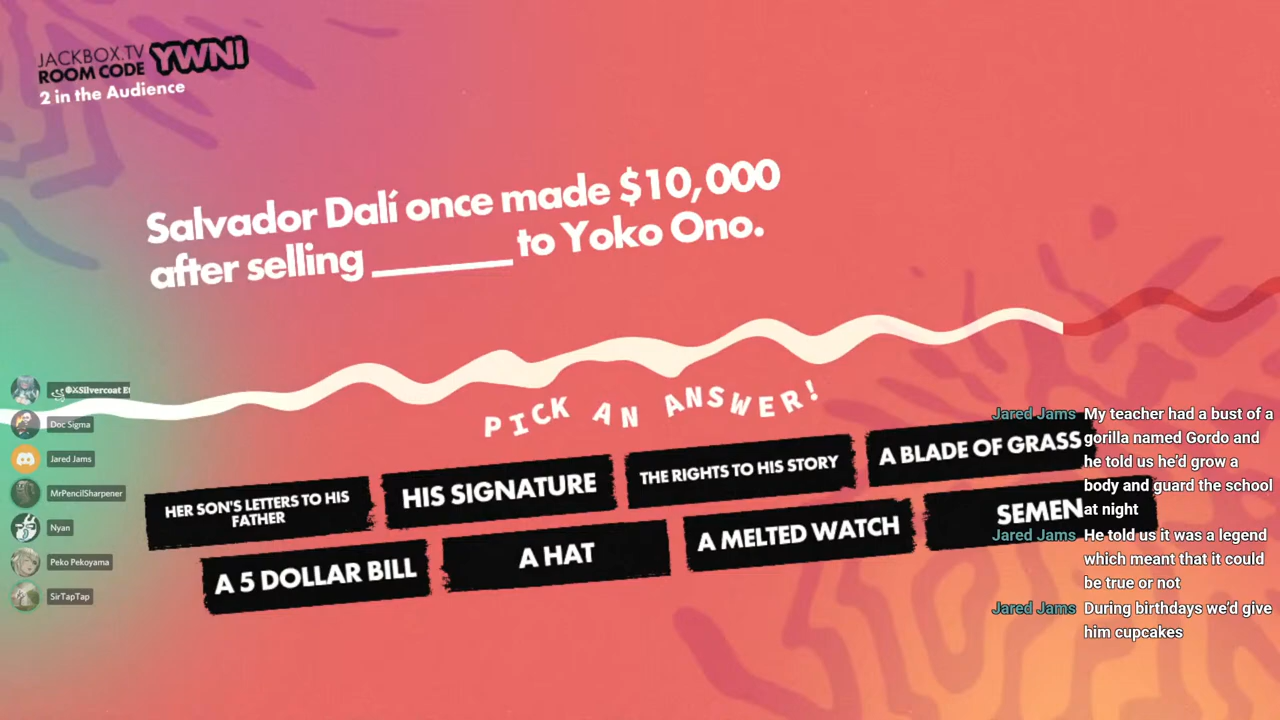 JACKBOX.TV
ROOM CODE YWNI
2 in the Audience
Salvador Dalí once made $10,000
after selling ______ to Yoko Ono.
PICK AN ANSWER!
HER SON'S LETTERS TO HIS
FATHER
HIS SIGNATURE
THE RIGHTS TO HIS STORY
A BLADE OF GRASS
A 5 DOLLAR BILL
A HAT
A MELTED WATCH
SEMEN
Doc Sigma
Jared Jams
MrPencilSharpener
Nyan
Peko Pekoyama
SirTapTap
Jared Jams My teacher had a bust of a
gorilla named Gordo and
he told us he'd grow a
body and guard the school
at night
Jared Jams He told us it was a legend
which meant that it could
be true or not
Jared Jams During birthdays we'd give
him cupcakes